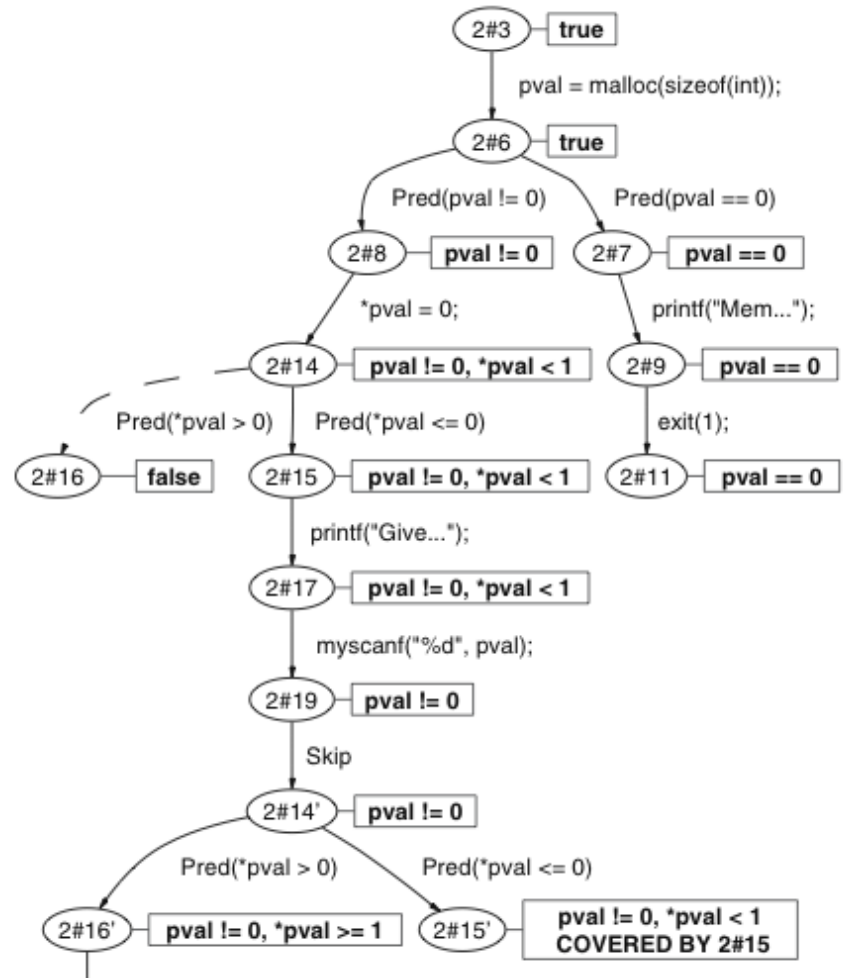 2#3 true
pval = malloc(sizeof(int));
2#6 true
Pred(pval != 0) Pred(pval == 0)
2#8 pval != 0 2#7 pval == 0
*pval = 0; printf("Mem...");
2#14 pval != 0, *pval < 1 2#9 pval == 0
Pred(*pval > 0) Pred(*pval <= 0) exit(1);
2#16 false 2#15 pval != 0, *pval < 1 2#11 pval == 0
printf("Give...");
2#17 pval != 0, *pval < 1
myscanf("%d", pval);
2#19 pval != 0
Skip
2#14' pval != 0
Pred(*pval > 0) Pred(*pval <= 0)
2#16' pval != 0, *pval >= 1 2#15' pval != 0, *pval < 1
COVERED BY 2#15